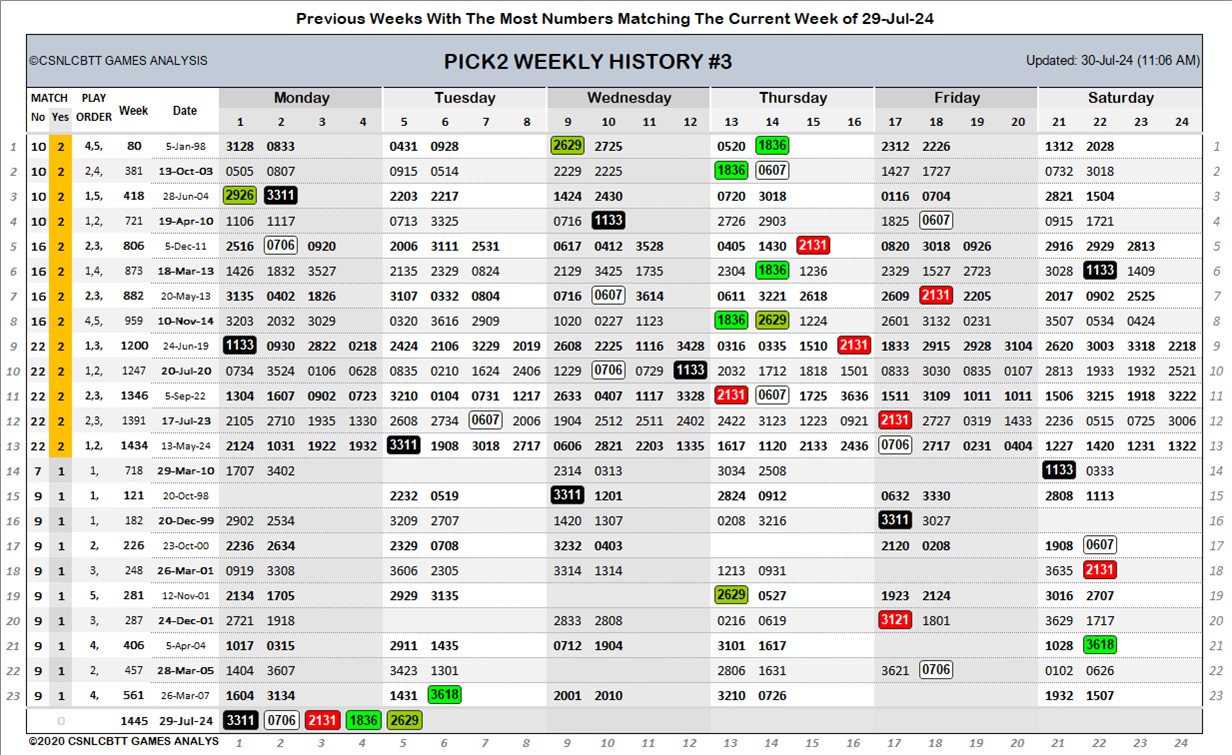 Previous Weeks With The Most Numbers Matching The Current Week of 29-Jul-24
©CSNLCBTT GAMES ANALYSIS PICK2 WEEKLY HISTORY #3 Updated: 30-Jul-24 (11:06 AM)
MATCH PLAY Week Date Monday Tuesday Wednesday Thursday Friday Saturday
No Yes ORDER 1 2 3 4 5 6 7 8 9 10 11 12 13 14 15 16 17 18 19 20 21 22 23 24
1 10 2 4,5, 80 5-Jan-98 3128 0833 0431 0928 2629 2725 0520 1836 2312 2226 1312 2028 1
2 10 2 2,4, 381 13-Oct-03 0505 0807 0915 0514 2229 2225 1836 0607 1427 1727 0732 3018 2
3 10 2 1,5, 418 28-Jun-04 2926 3311 2203 2217 1424 2430 0720 3018 0116 0704 2821 1504 3
4 10 2 1,2, 721 19-Apr-10 1106 1117 0713 3325 0716 1133 2726 2903 1825 0607 0915 1721 4
5 16 2 2,3, 806 5-Dec-11 2516 0706 0920 2006 3111 2531 0617 0412 3528 0405 1430 2131 0820 3018 0926 2916 2929 2813 5
6 16 2 1,4, 873 18-Mar-13 1426 1832 3527 2135 2329 0824 2129 3425 1735 2304 1836 1236 2329 1527 2723 3028 1133 1409 6
7 16 2 2,3, 882 20-May-13 3135 0402 1826 3107 0332 0804 0716 0607 3614 0611 3221 2618 2609 2131 2205 2017 0902 2525 7
8 16 2 4,5, 959 10-Nov-14 3203 2032 3029 0320 3616 2909 1020 0227 1123 1836 2629 1224 2601 3132 0231 3507 0534 0424 8
9 22 2 1,3, 1200 24-Jun-19 1133 0930 2822 0218 2424 2106 3229 2019 2608 2225 1116 3428 0316 0335 1510 2131 1833 2915 2928 3104 2620 3003 3318 2218 9
10 22 2 1,2, 1247 20-Jul-20 0734 3524 0106 0628 0835 0210 1624 2406 1229 0706 0729 1133 2032 1712 1818 1501 0833 3030 0835 0107 2813 1933 1932 2521 10
11 22 2 2,3, 1346 5-Sep-22 1304 1607 0902 0723 3210 0104 0731 1217 2633 0407 1117 3328 2131 0607 1725 3636 1511 3109 1011 1011 1506 3215 1918 3222 11
12 22 2 2,3, 1391 17-Jul-23 2105 2710 1935 1330 2608 2734 0607 2006 1904 2512 2511 2402 2422 3123 1223 0921 2131 2727 0319 1433 2236 0515 0725 3006 12
13 22 2 1,2, 1434 13-May-24 2124 1031 1922 1932 3311 1908 3018 2717 0606 2821 2203 1335 1617 1120 2133 2436 0706 2717 0231 0404 1227 1420 1231 1322 13
14 7 1 1, 718 29-Mar-10 1707 3402 2314 0313 3034 2508 1133 0333 14
15 9 1 1, 121 20-Oct-98 2232 0519 3311 1201 2824 0912 0632 3330 2808 1113 15
16 9 1 1, 182 20-Dec-99 2902 2534 3209 2707 1420 1307 0208 3216 3311 3027 16
17 9 1 2, 226 23-Oct-00 2236 2634 2329 0708 3232 0403 2120 0208 1908 0607 17
18 9 1 3, 248 26-Mar-01 0919 3308 3606 2305 3314 1314 1213 0931 3635 2131 18
19 9 1 5, 281 12-Nov-01 2134 1705 2929 3135 2629 0527 1923 2124 3016 2707 19
20 9 1 3, 287 24-Dec-01 2721 1918 2833 2808 0216 0619 3121 1801 3629 1717 20
21 9 1 4, 406 5-Apr-04 1017 0315 2911 1435 0712 1904 3101 1617 1028 3618 21
22 9 1 2, 457 28-Mar-05 1404 3607 3423 1301 2806 1631 3621 0706 0102 0626 22
23 9 1 4, 561 26-Mar-07 1604 3134 1431 3618 2001 2010 3210 0726 1932 1507 23
0 1445 29-Jul-24 3311 0706 2131 1836 2629
©2020 CSNLCBTT GAMES ANALYS 1 2 3 4 5 6 7 8 9 10 11 12 13 14 15 16 17 18 19 20 21 22 23 24